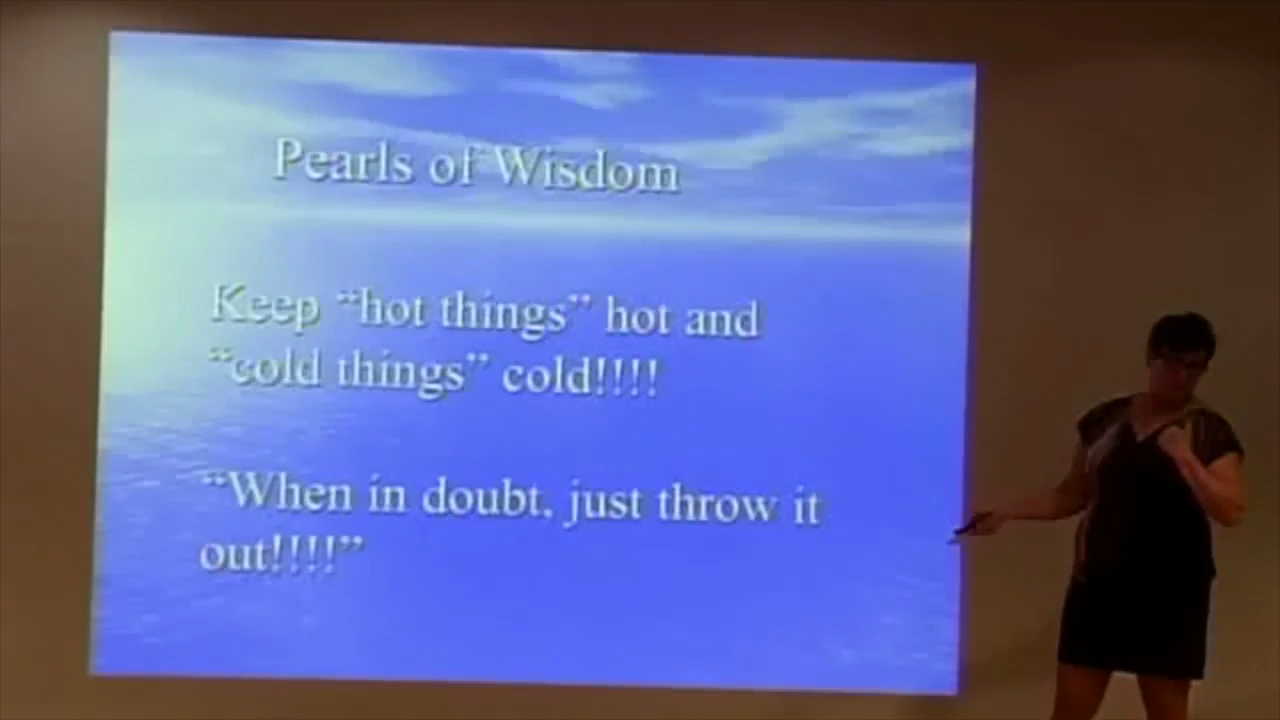 Pearls of Wisdom
Keep “hot things” hot and
“cold things” cold!!!!
“When in doubt, just throw it
out!!!!”